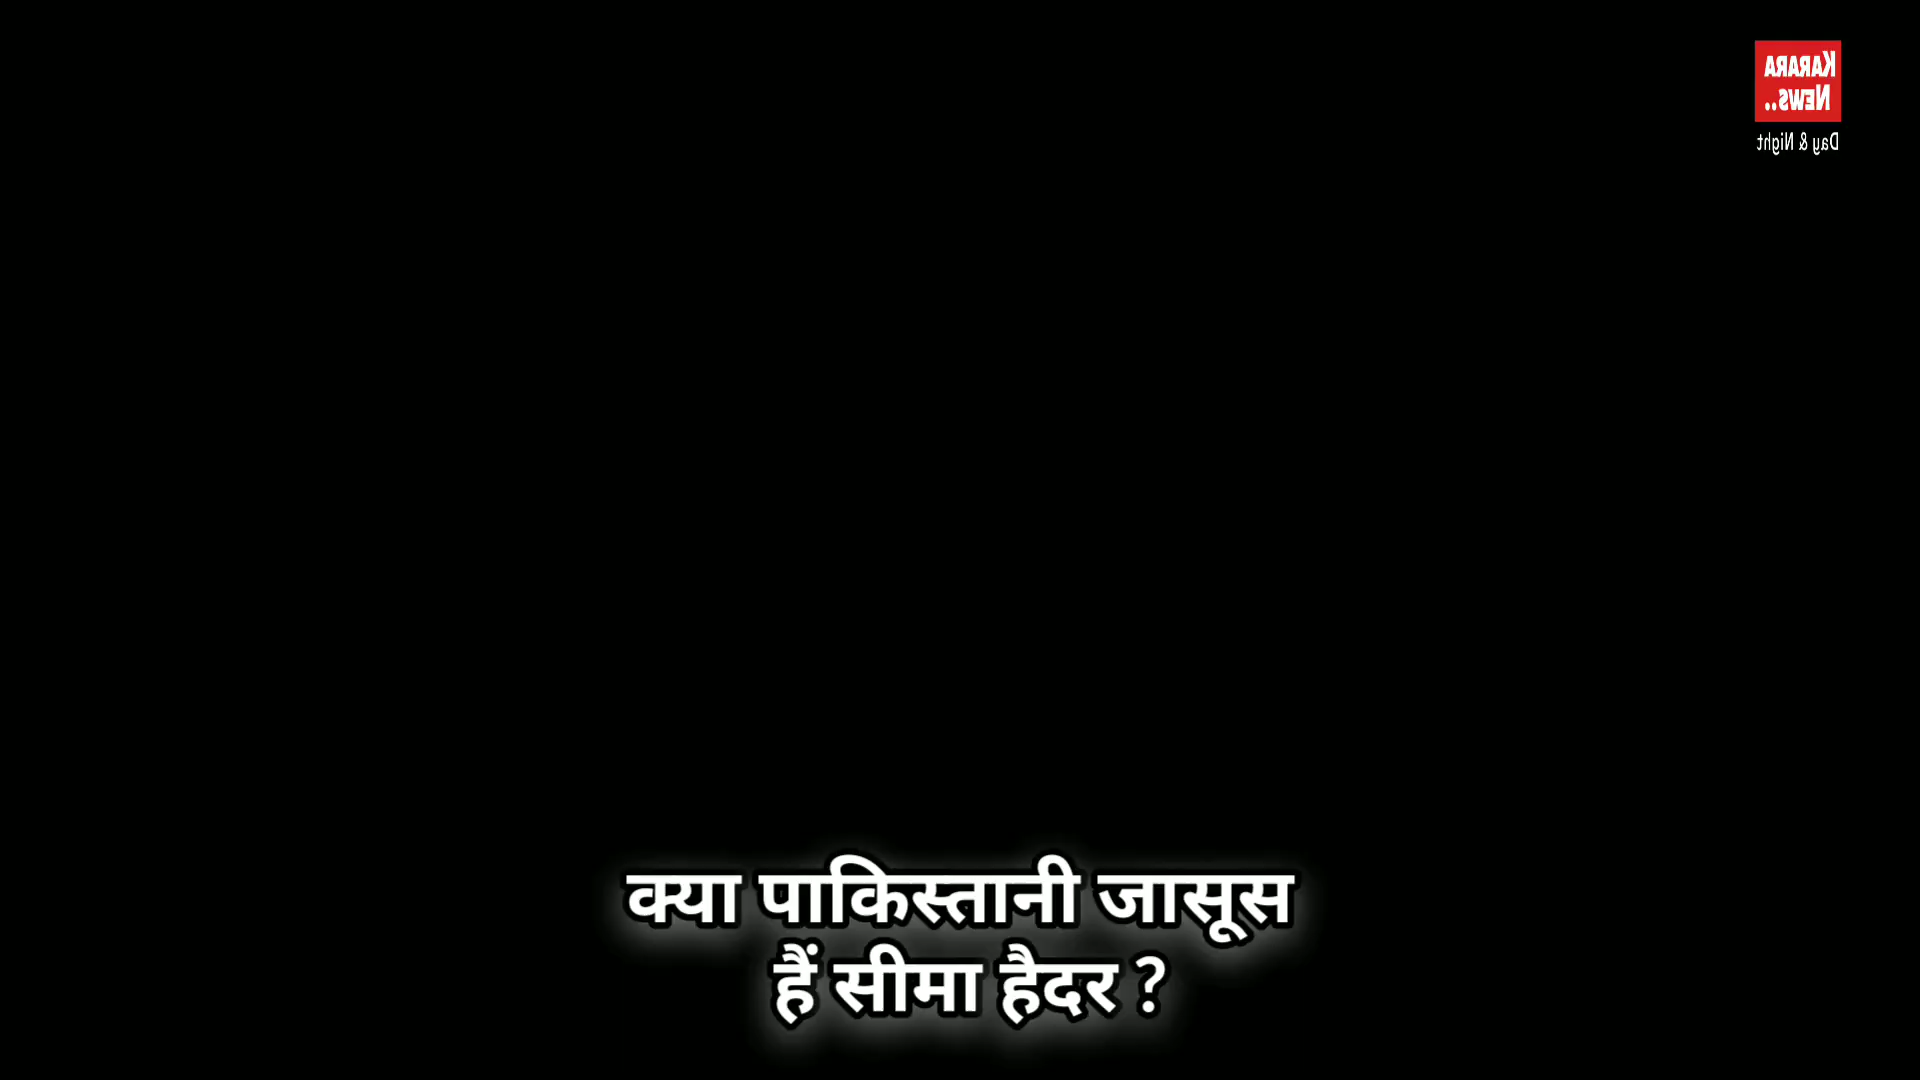 KARARA
NEWS..
Day & Night
क्या पाकिस्तानी जासूस
हैं सीमा हैदर ?